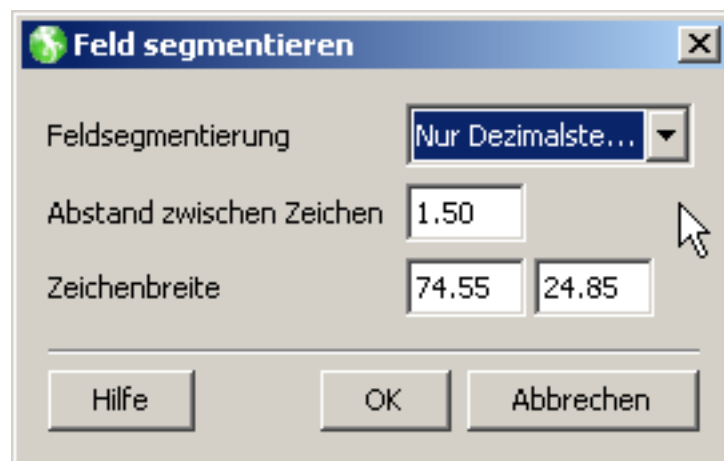 Feld segmentieren
Feldsegmentierung Nur Dezimalste...
Abstand zwischen Zeichen 1.50
Zeichenbreite 74.55 24.85
Hilfe OK Abbrechen